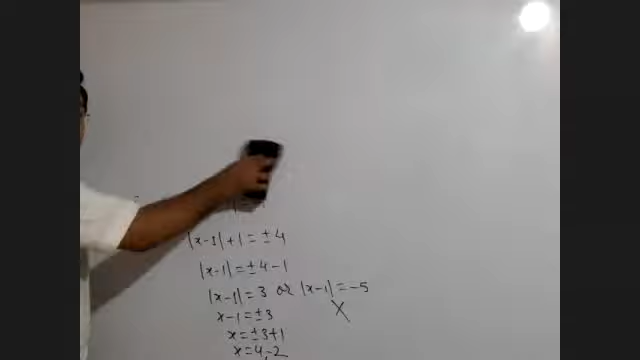 |x-1|+1=±4
|x-1|=±4-1
|x-1|=3 or |x-1|=-5
x-1=±3 X
x=±3+1
x=4,-2